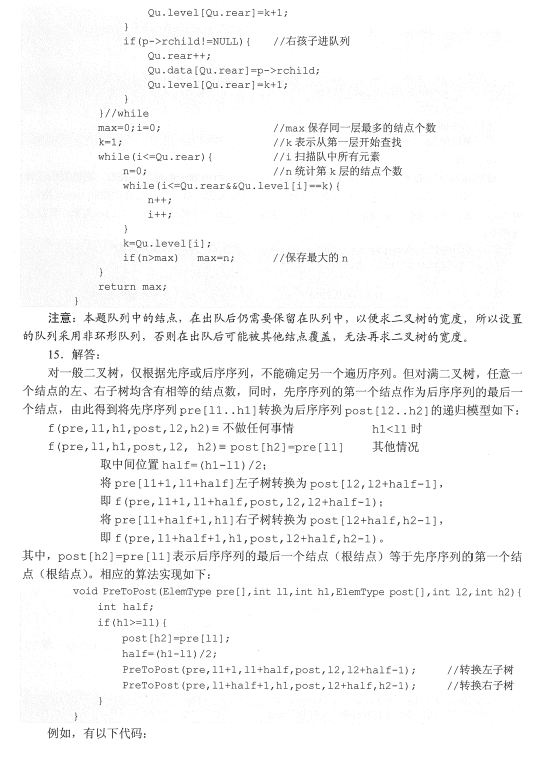 Qu.level[Qu.rear]=k+1;
}
if(p->rchild!=NULL){ //右孩子进队列
Qu.rear++;
Qu.data[Qu.rear]=p->rchild;
Qu.level[Qu.rear]=k+1;
}
}//while
max=0;i=0; //max 保存同一层最多的结点个数
k=1; //k 表示从第一层开始查找
while(i<=Qu.rear){ //i 扫描队中所有元素
n=0; //n 统计第 k 层的结点个数
while(i<=Qu.rear&&Qu.level[i]==k){
n++;
i++;
}
k=Qu.level[i];
if(n>max) max=n; //保存最大的 n
}
return max;
}
注意：本题队列中的结点，在出队后仍需要保留在队列中，以便求二叉树的宽度，所以设置
的队列采用非环形队列，否则在出队后可能被其他结点覆盖，无法再求二叉树的宽度。
15．解答：
对一般二叉树，仅根据先序或后序序列，不能确定另一个遍历序列。但对满二叉树，任意一
个结点的左、右子树均含有相等的结点数，同时，先序序列的第一个结点作为后序序列的最后一
个结点，由此得到将先序序列 pre[l1..h1]转换为后序序列 post[l2..h2]的递归模型如下：
f(pre,l1,h1,post,l2,h2)≡ 不做任何事情 h1<l1 时
f(pre,l1,h1,post,l2, h2)≡ post[h2]=pre[l1] 其他情况
取中间位置 half=(h1-l1)/2;
将 pre[l1+1,l1+half]左子树转换为 post[l2,l2+half-1],
即 f(pre,l1+1,l1+half,post,l2,l2+half-1);
将 pre[l1+half+1,h1]右子树转换为 post[l2+half,h2-1],
即 f(pre,l1+half+1,h1,post,l2+half,h2-1)。
其中，post[h2]=pre[l1]表示后序序列的最后一个结点（根结点）等于先序序列的第一个结
点（根结点）。相应的算法实现如下：
void PreToPost(ElemType pre[],int l1,int h1,ElemType post[],int l2,int h2){
int half;
if(h1>=l1){
post[h2]=pre[l1];
half=(h1-l1)/2;
PreToPost(pre,l1+1,l1+half,post,l2,l2+half-1); //转换左子树
PreToPost(pre,l1+half+1,h1,post,l2+half,h2-1); //转换右子树
}
}
例如，有以下代码：